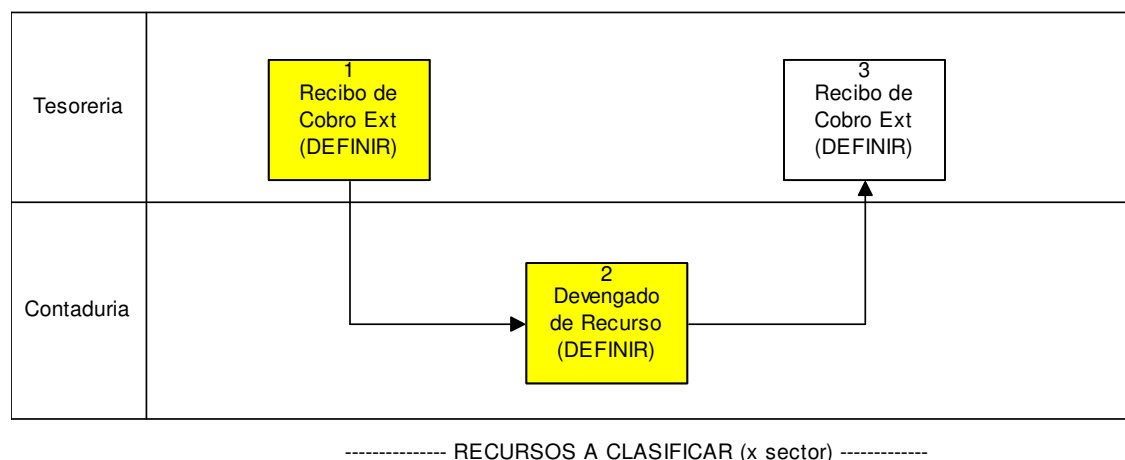 Tesoreria
1
Recibo de
Cobro Ext
(DEFINIR)
3
Recibo de
Cobro Ext
(DEFINIR)
Contaduria
2
Devengado
de Recurso
(DEFINIR)
--------------- RECURSOS A CLASIFICAR (x sector) -------------